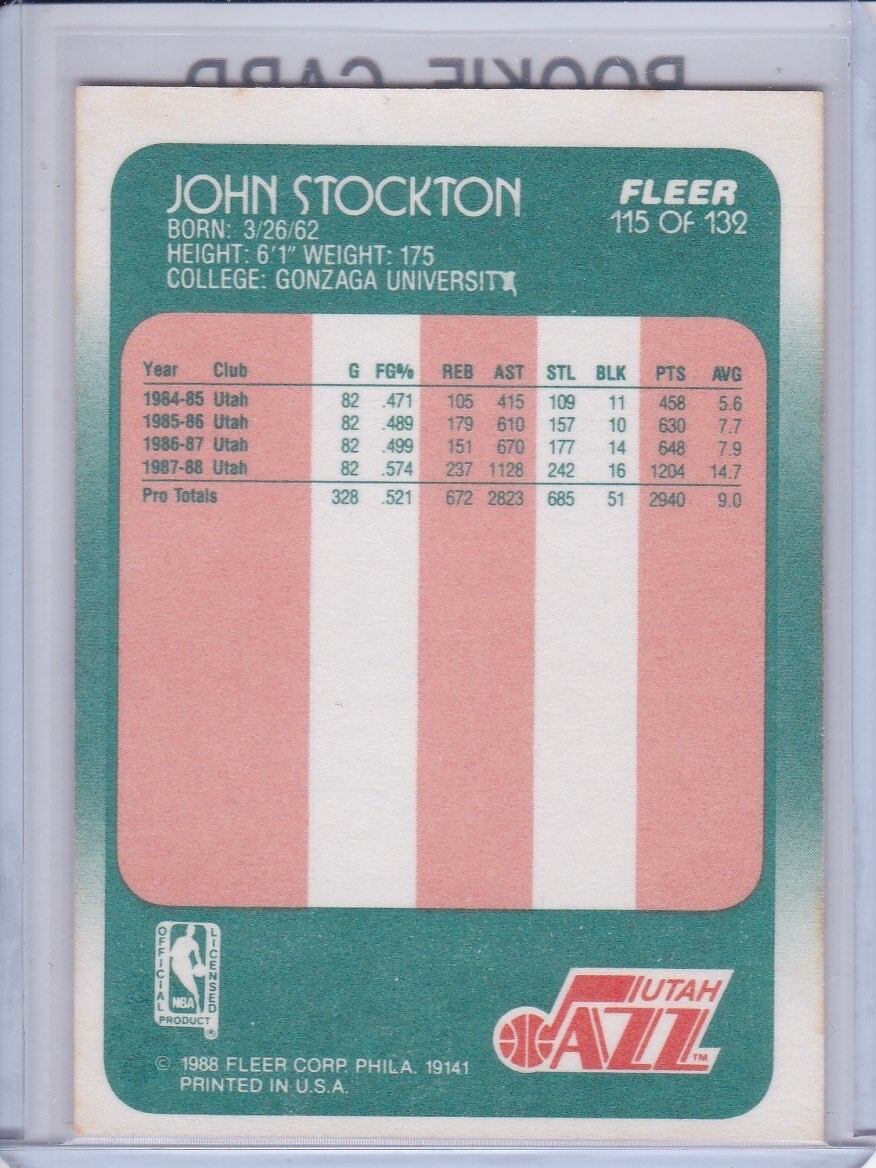 ROOKIE CARD
JOHN STOCKTON
BORN: 3/26/62
HEIGHT: 6'1" WEIGHT: 175
COLLEGE: GONZAGA UNIVERSITY
FLEER
115 OF 132
Year Club G FG% REB AST STL BLK PTS AVG
1984-85 Utah 82 .471 105 415 109 11 458 5.6
1985-86 Utah 82 .489 179 610 157 10 630 7.7
1986-87 Utah 82 .499 151 670 177 14 648 7.9
1987-88 Utah 82 .574 237 1128 242 16 1204 14.7
Pro Totals 328 .521 672 2823 685 51 2940 9.0
OFFICIAL
LICENSED
NBA
PRODUCT ®
UTAH
JAZZ TM
© 1988 FLEER CORP. PHILA. 19141
PRINTED IN U.S.A.